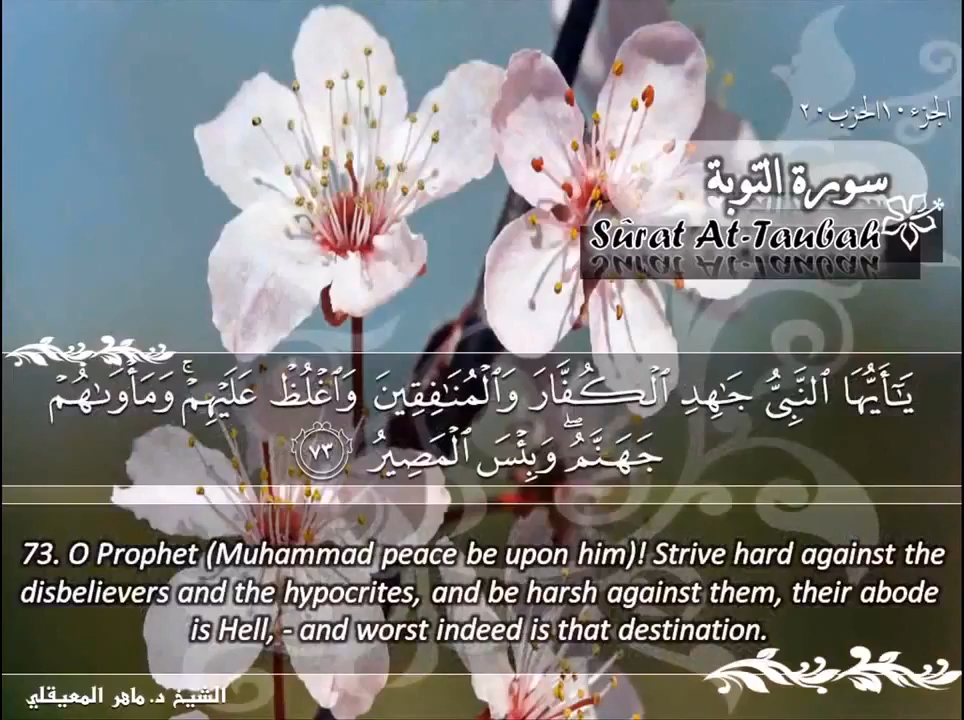 الجزء ١٠ الحزب ٢٠
سورة التوبة
Sûrat At-Taubah
يَـٰٓأَيُّهَا ٱلنَّبِىُّ جَـٰهِدِ ٱلْكُفَّارَ وَٱلْمُنَـٰفِقِينَ وَٱغْلُظْ عَلَيْهِمْ ۚ وَمَأْوَىٰهُمْ
جَهَنَّمُ ۖ وَبِئْسَ ٱلْمَصِيرُ ٧٣
73. O Prophet (Muhammad peace be upon him)! Strive hard against the
disbelievers and the hypocrites, and be harsh against them, their abode
is Hell, - and worst indeed is that destination.
الشيخ د. ماهر المعيقلي